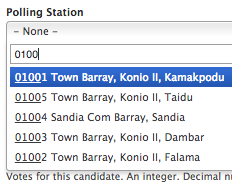 Polling Station
– None –
0100
01001 Town Barray, Konio II, Kamakpodu
01005 Town Barray, Konio II, Taidu
01004 Sandia Com Barray, Sandia
01003 Town Barray, Konio II, Dambar
01002 Town Barray, Konio II, Falama
Votes for this candidate. An integer. Decimal